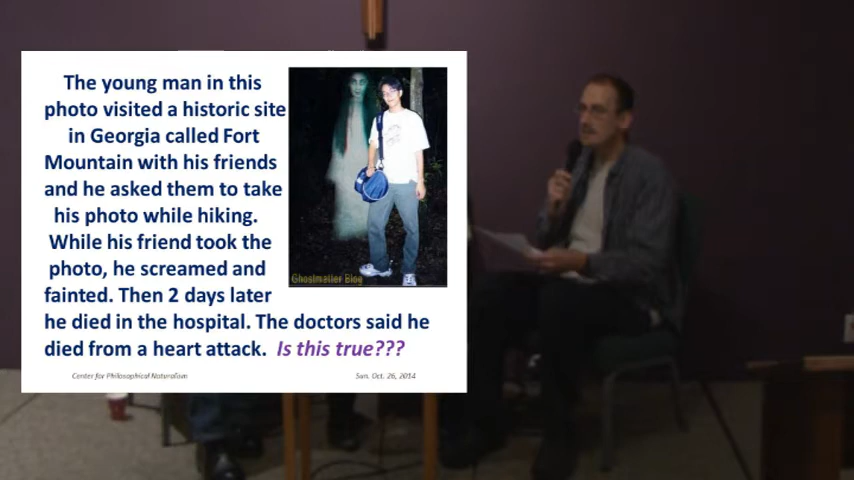 The young man in this
photo visited a historic site
in Georgia called Fort
Mountain with his friends
and he asked them to take
his photo while hiking.
While his friend took the
photo, he screamed and
fainted. Then 2 days later
he died in the hospital. The doctors said he
died from a heart attack. Is this true???
Ghostmatter Blog
Center for Philosophical Naturalism
Sun. Oct. 26, 2014